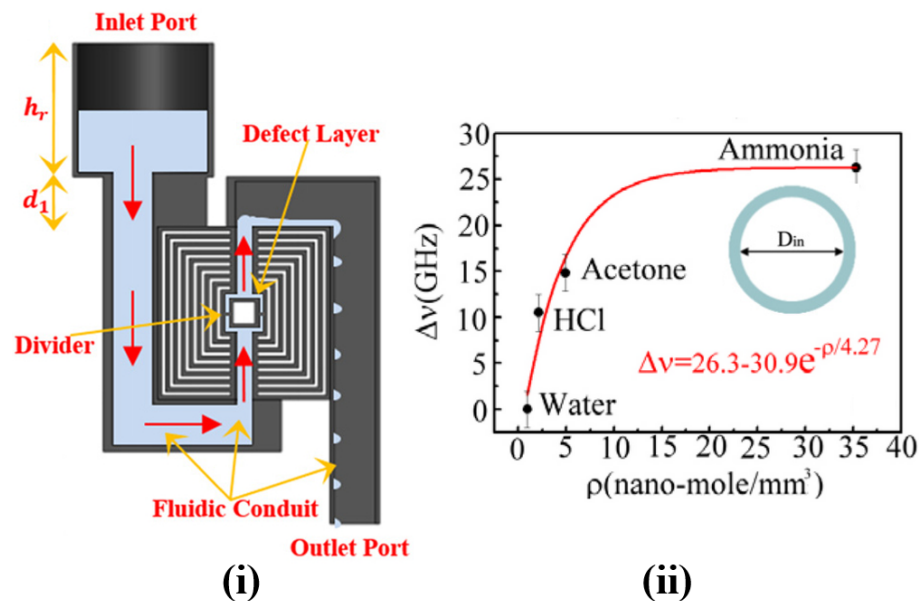 Inlet Port
h_r
Defect Layer
d_1
Divider
Fluidic Conduit
Outlet Port
(i)
30
25
20
15
10
5
0
Δν(GHz)
Ammonia
D_in
Acetone
HCl
Δν=26.3-30.9e^{-ρ/4.27}
Water
0 5 10 15 20 25 30 35 40
ρ(nano-mole/mm³)
(ii)